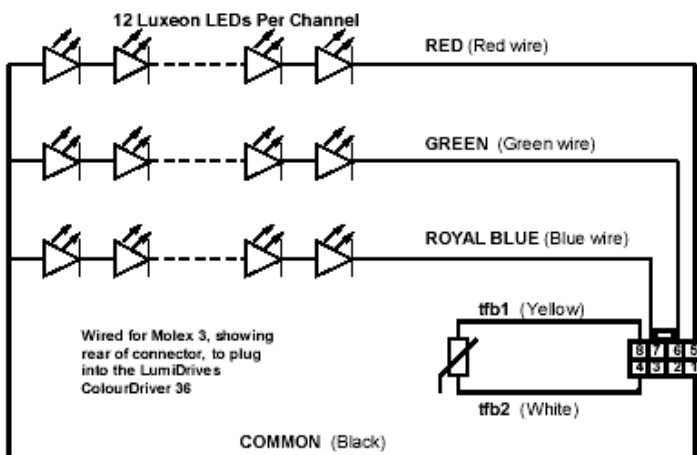 12 Luxeon LEDs Per Channel
RED (Red wire)
GREEN (Green wire)
ROYAL BLUE (Blue wire)
tfb1 (Yellow)
Wired for Molex 3, showing
rear of connector, to plug
into the LumiDrives
ColourDriver 36
8 7 6 5
4 3 2 1
tfb2 (White)
COMMON (Black)